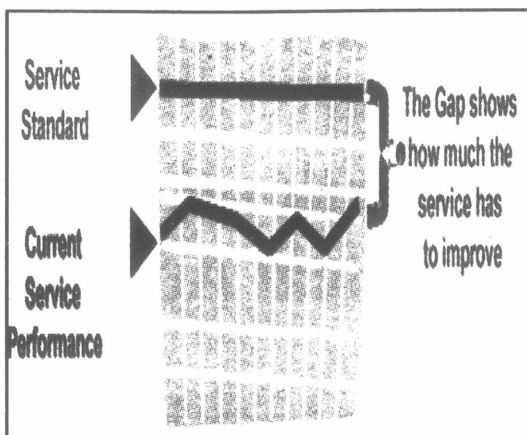 Service
Standard
Current
Service
Performance
The Gap shows
how much the
service has
to improve